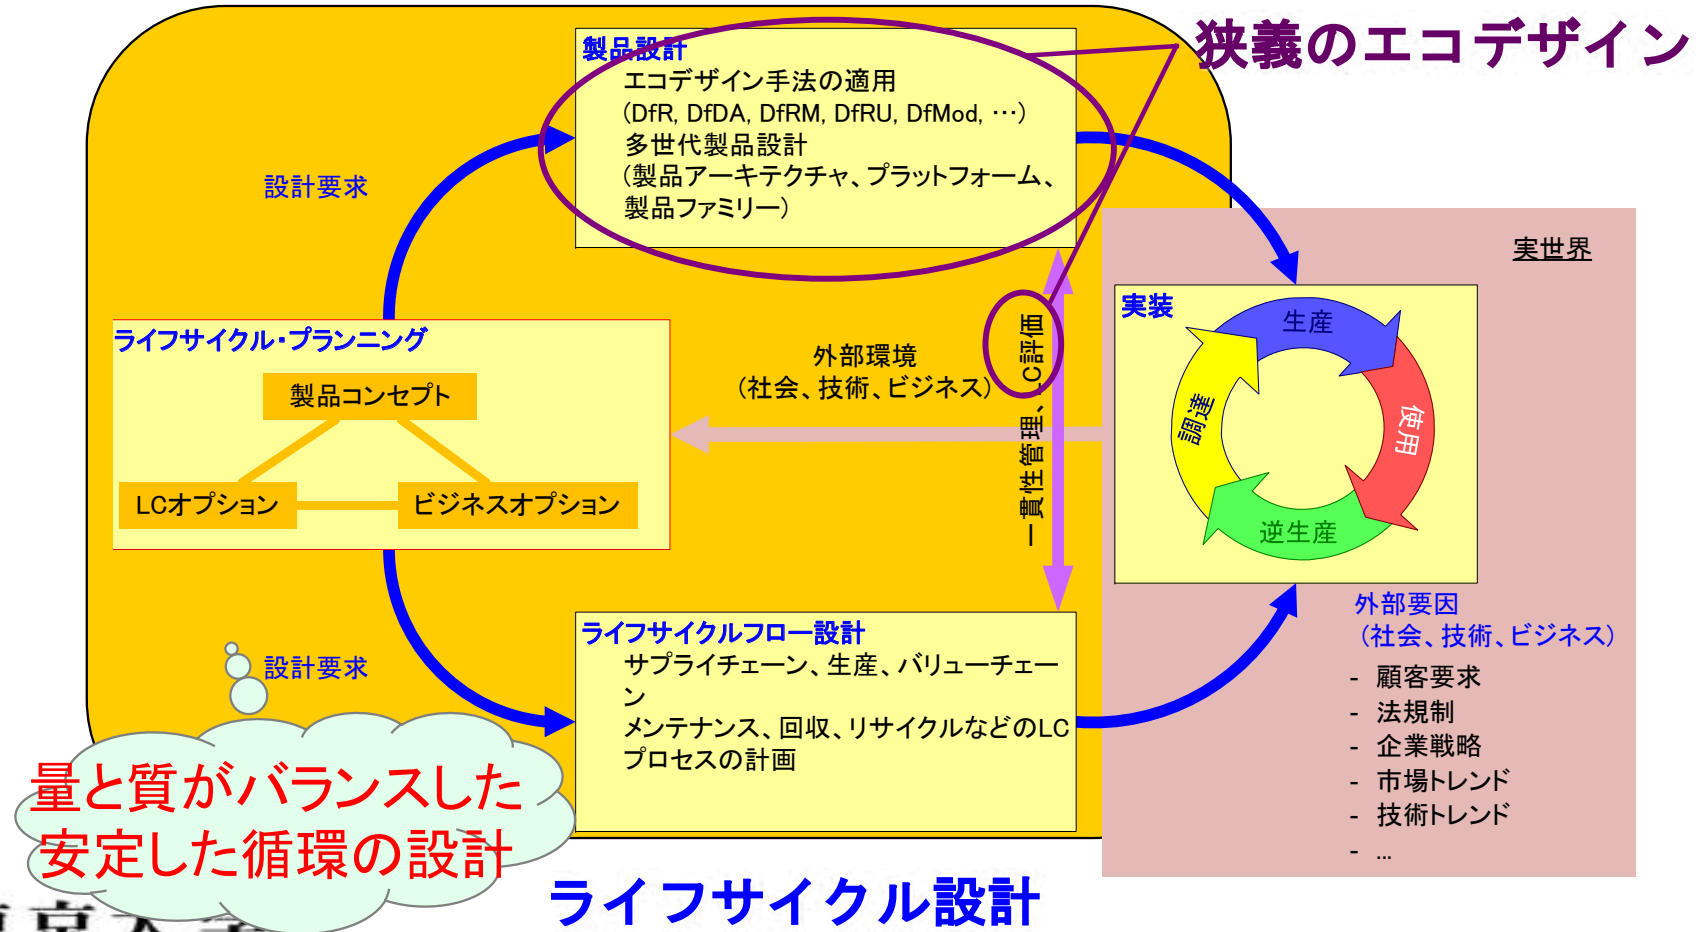 狭義のエコデザイン
製品設計
エコデザイン手法の適用
(DfR, DfDA, DfRM, DfRU, DfMod, …)
多世代製品設計
(製品アーキテクチャ、プラットフォーム、
製品ファミリー)
設計要求
実世界
ライフサイクル・プランニング
製品コンセプト
LCオプション
ビジネスオプション
外部環境
(社会、技術、ビジネス)
一貫性管理、LC評価
実装
生産
使用
逆生産
調達
外部要因
(社会、技術、ビジネス)
- 顧客要求
- 法規制
- 企業戦略
- 市場トレンド
- 技術トレンド
- ...
ライフサイクルフロー設計
サプライチェーン、生産、バリューチェー
ン
メンテナンス、回収、リサイクルなどのLC
プロセスの計画
設計要求
量と質がバランスした
安定した循環の設計
ライフサイクル設計